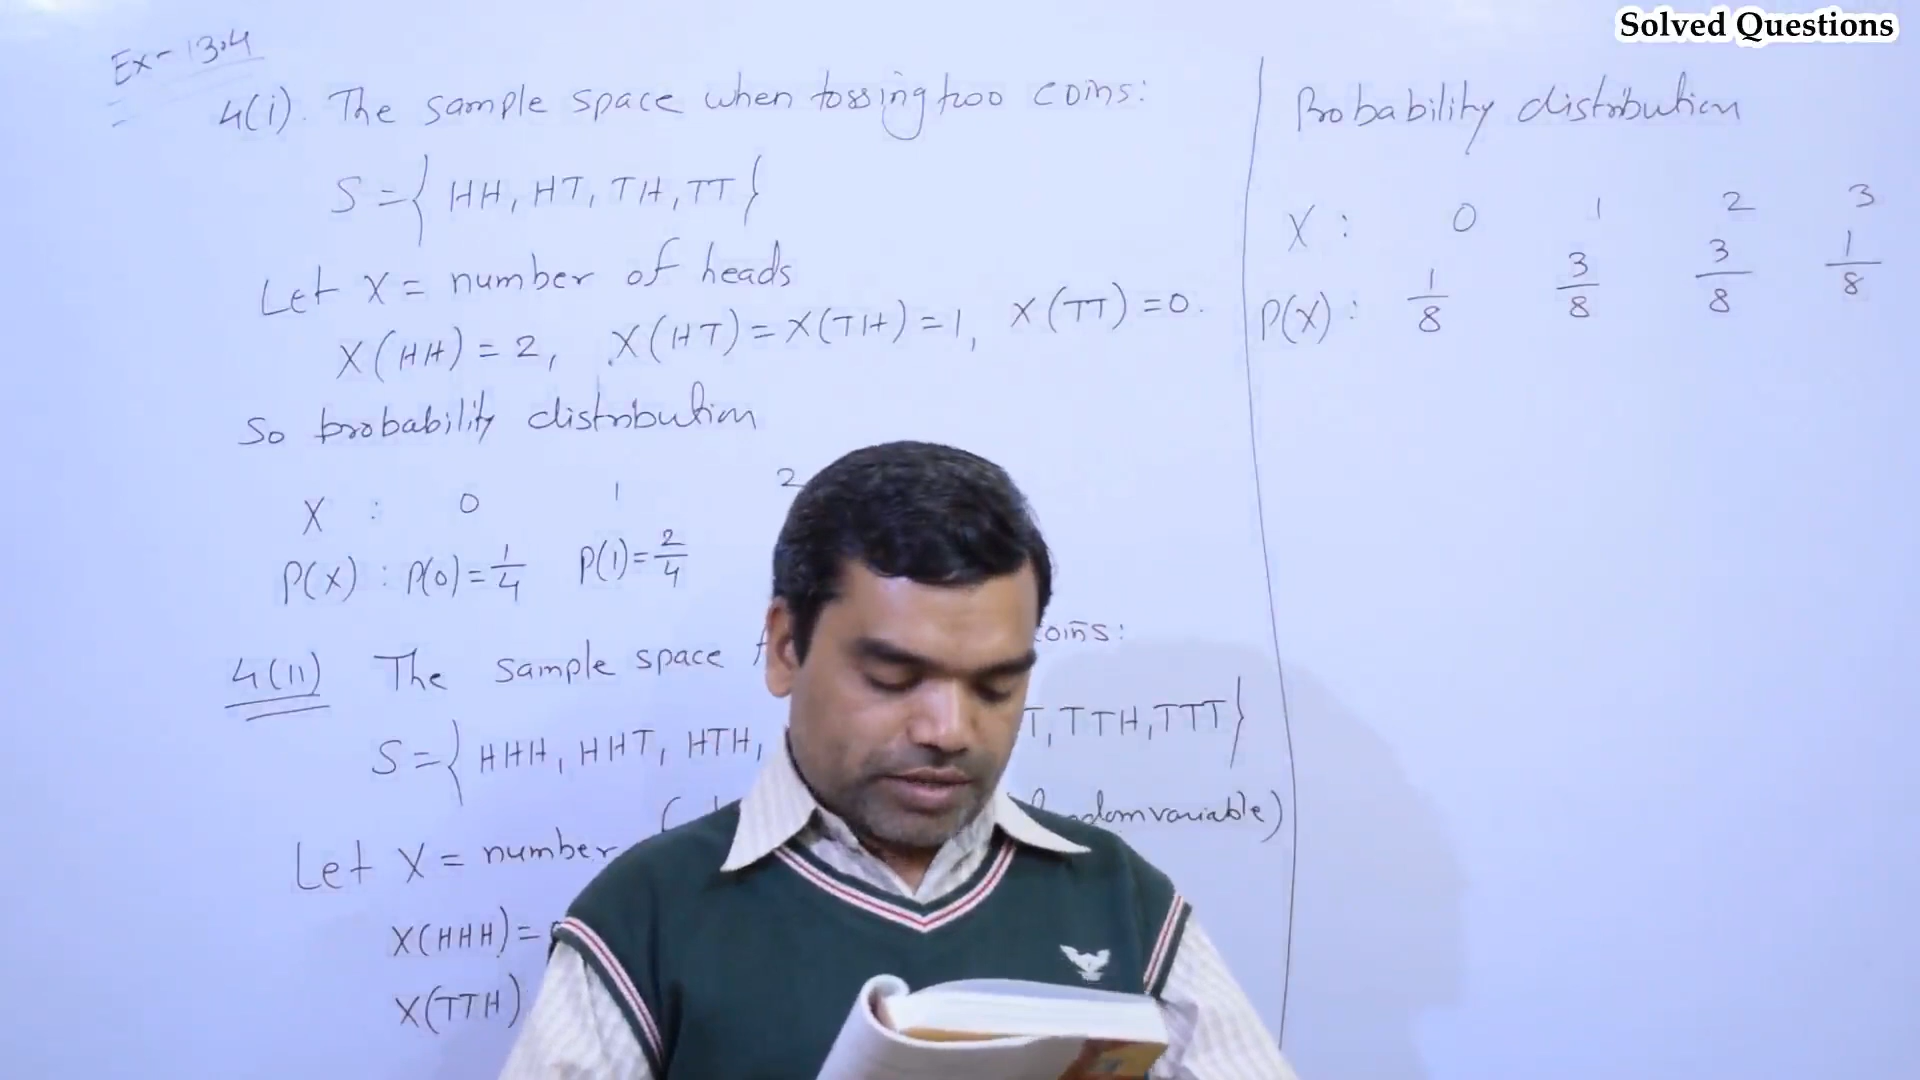 Solved Questions
Ex- 13.4
4(i). The sample space when tossing two coins:
S = { HH, HT, TH, TT }
Let X = number of heads
X(HH) = 2, X(HT) = X(TH) = 1, X(TT) = 0.
So probability distribution
X : 0 1 2
P(X) : P(0) = 1/4 P(1) = 2/4
4(ii) The sample space
oins:
S = { HHH, HHT, HTH, T, TTH, TTT }
variable)
Let X = number
X(HHH) =
X(TTH)
Probability distribution
X : 0 1 2 3
P(X) : 1/8 3/8 3/8 1/8